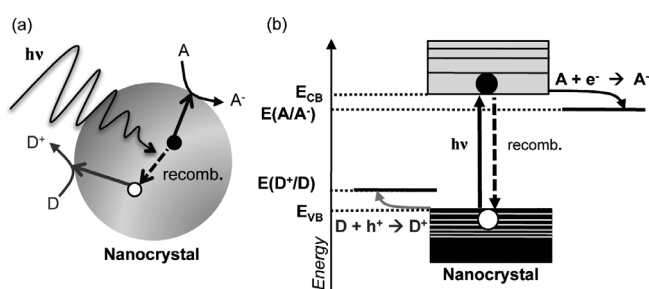 (a)
hν
A
A⁻
D⁺
D
recomb.
Nanocrystal
(b)
Energy
E_CB
E(A/A⁻)
E(D⁺/D)
E_VB
A + e⁻ → A⁻
hν
recomb.
D + h⁺ → D⁺
Nanocrystal